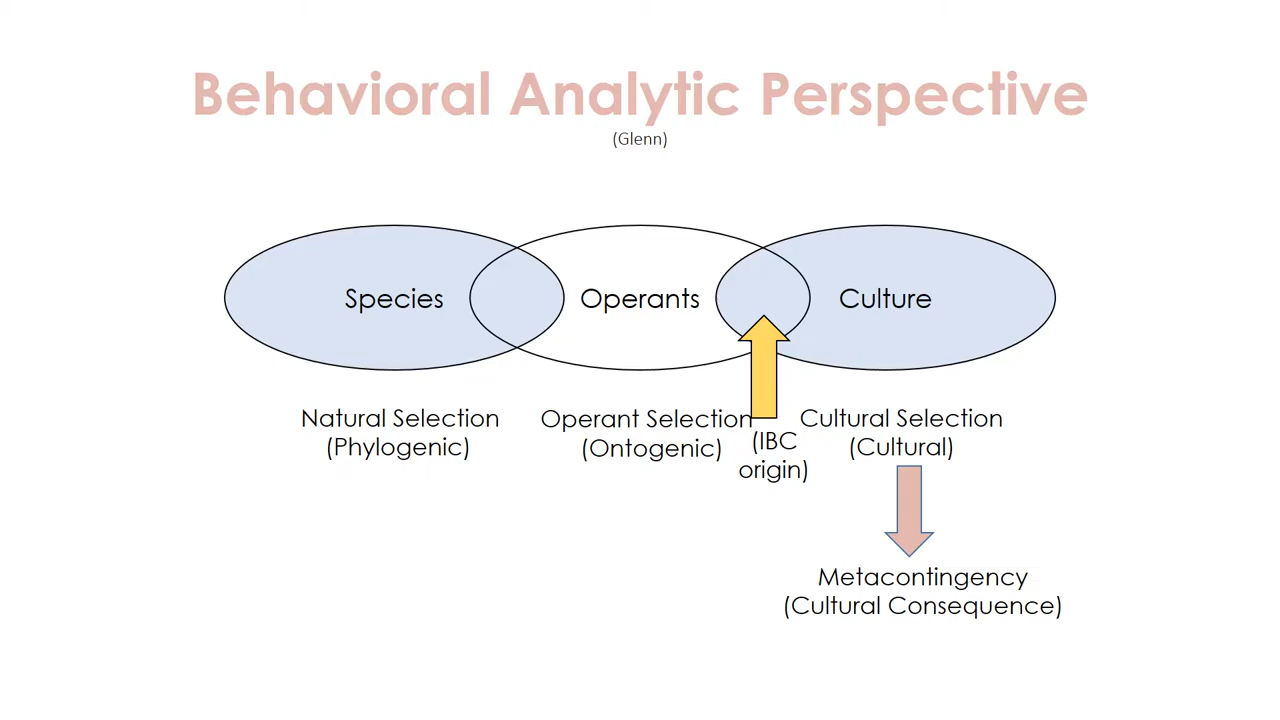 Behavioral Analytic Perspective
(Glenn)
Species
Operants
Culture
Natural Selection
(Phylogenic)
Operant Selection
(Ontogenic)
(IBC
origin)
Cultural Selection
(Cultural)
Metacontingency
(Cultural Consequence)